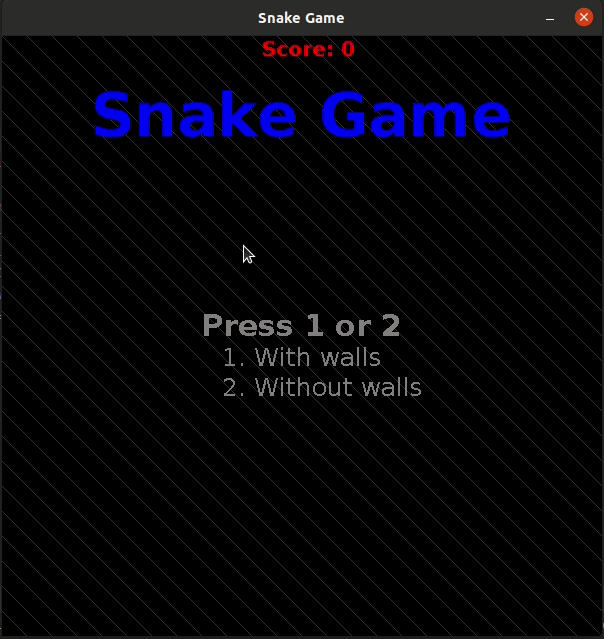 Snake Game
Score: 0
Snake Game
Press 1 or 2
1. With walls
2. Without walls